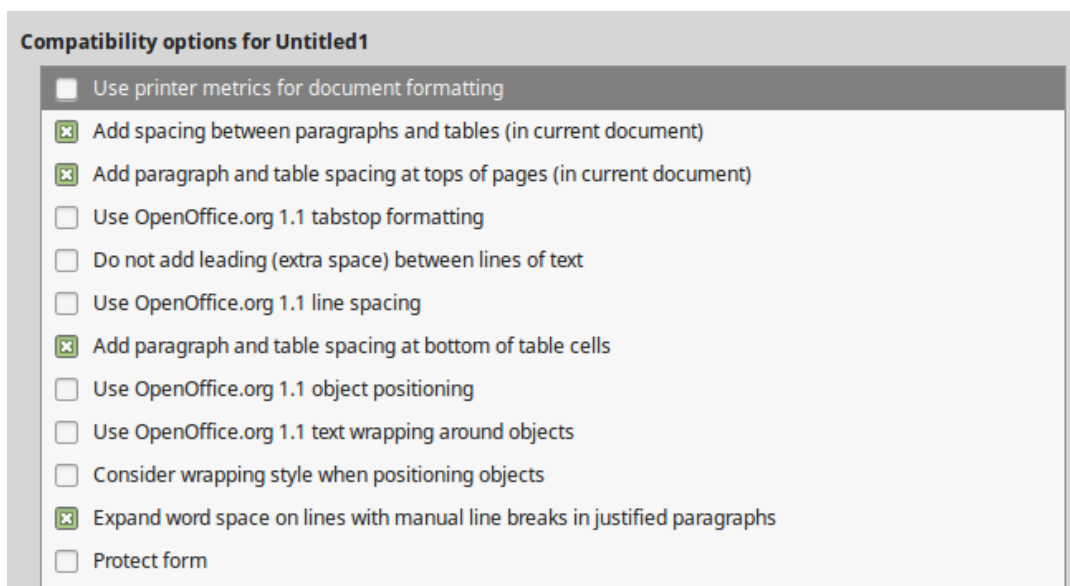 Compatibility options for Untitled1
Use printer metrics for document formatting
Add spacing between paragraphs and tables (in current document)
Add paragraph and table spacing at tops of pages (in current document)
Use OpenOffice.org 1.1 tabstop formatting
Do not add leading (extra space) between lines of text
Use OpenOffice.org 1.1 line spacing
Add paragraph and table spacing at bottom of table cells
Use OpenOffice.org 1.1 object positioning
Use OpenOffice.org 1.1 text wrapping around objects
Consider wrapping style when positioning objects
Expand word space on lines with manual line breaks in justified paragraphs
Protect form